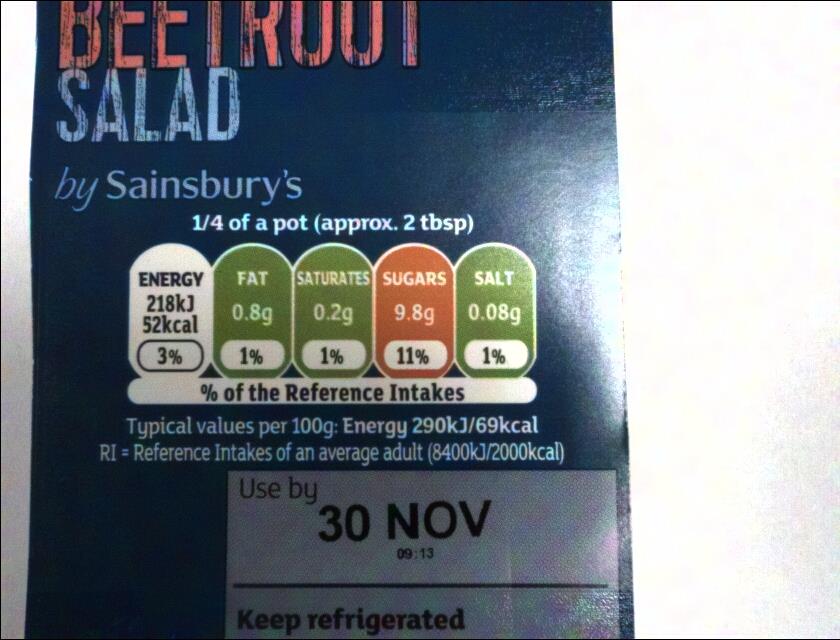 BEETROOT
SALAD
by Sainsbury's
1/4 of a pot (approx. 2 tbsp)
ENERGY FAT SATURATES SUGARS SALT
218kJ
52kcal 0.8g 0.2g 9.8g 0.08g
3% 1% 1% 11% 1%
% of the Reference Intakes
Typical values per 100g: Energy 290kJ/69kcal
RI = Reference Intakes of an average adult (8400kJ/2000kcal)
Use by
30 NOV
09:13
Keep refrigerated